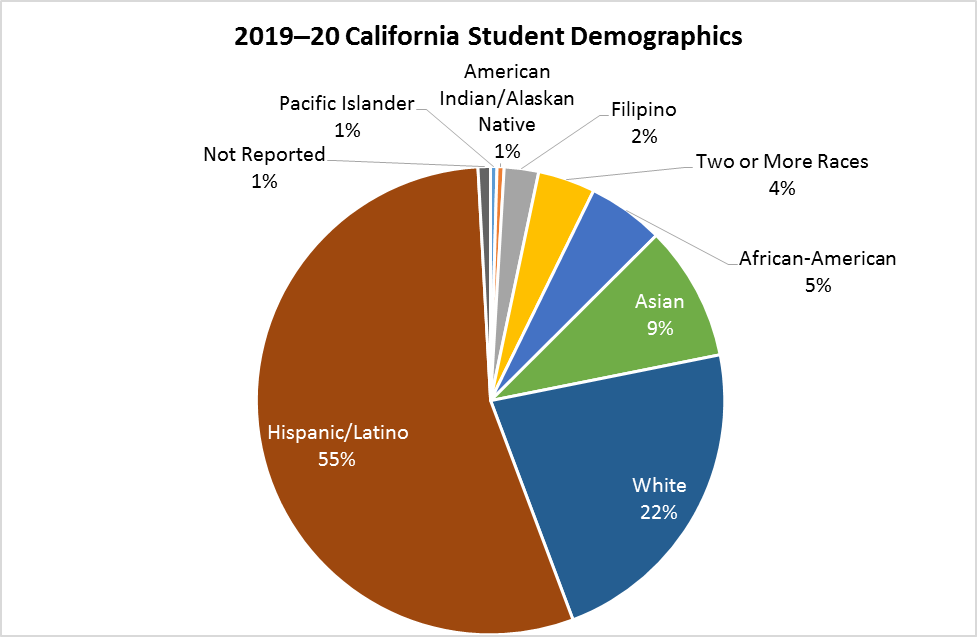 2019–20 California Student Demographics
Pacific Islander
1%
American
Indian/Alaskan
Native
1%
Filipino
2%
Not Reported
1%
Two or More Races
4%
African-American
5%
Asian
9%
Hispanic/Latino
55%
White
22%